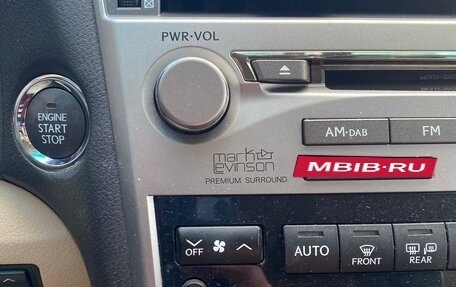 PWR·VOL
ENGINE
START
STOP
AM·DAB
FM
mark
levinson
PREMIUM SURROUND
MBIB·RU
OFF
AUTO
FRONT
REAR